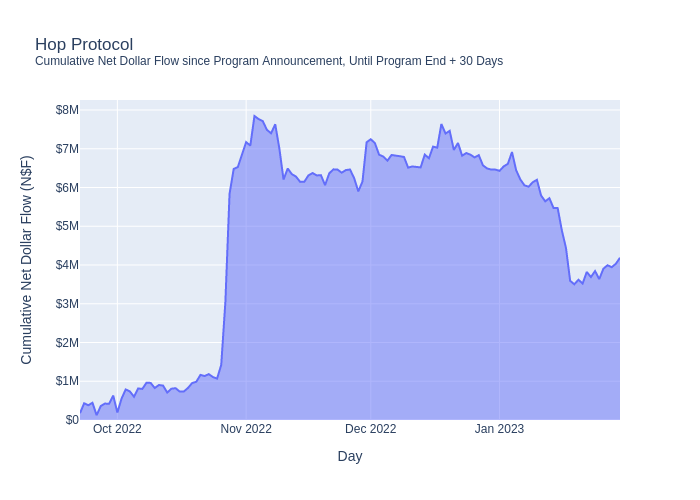 Hop Protocol
Cumulative Net Dollar Flow since Program Announcement, Until Program End + 30 Days
Cumulative Net Dollar Flow (N$F)
$8M
$7M
$6M
$5M
$4M
$3M
$2M
$1M
$0
Oct 2022
Nov 2022
Dec 2022
Jan 2023
Day